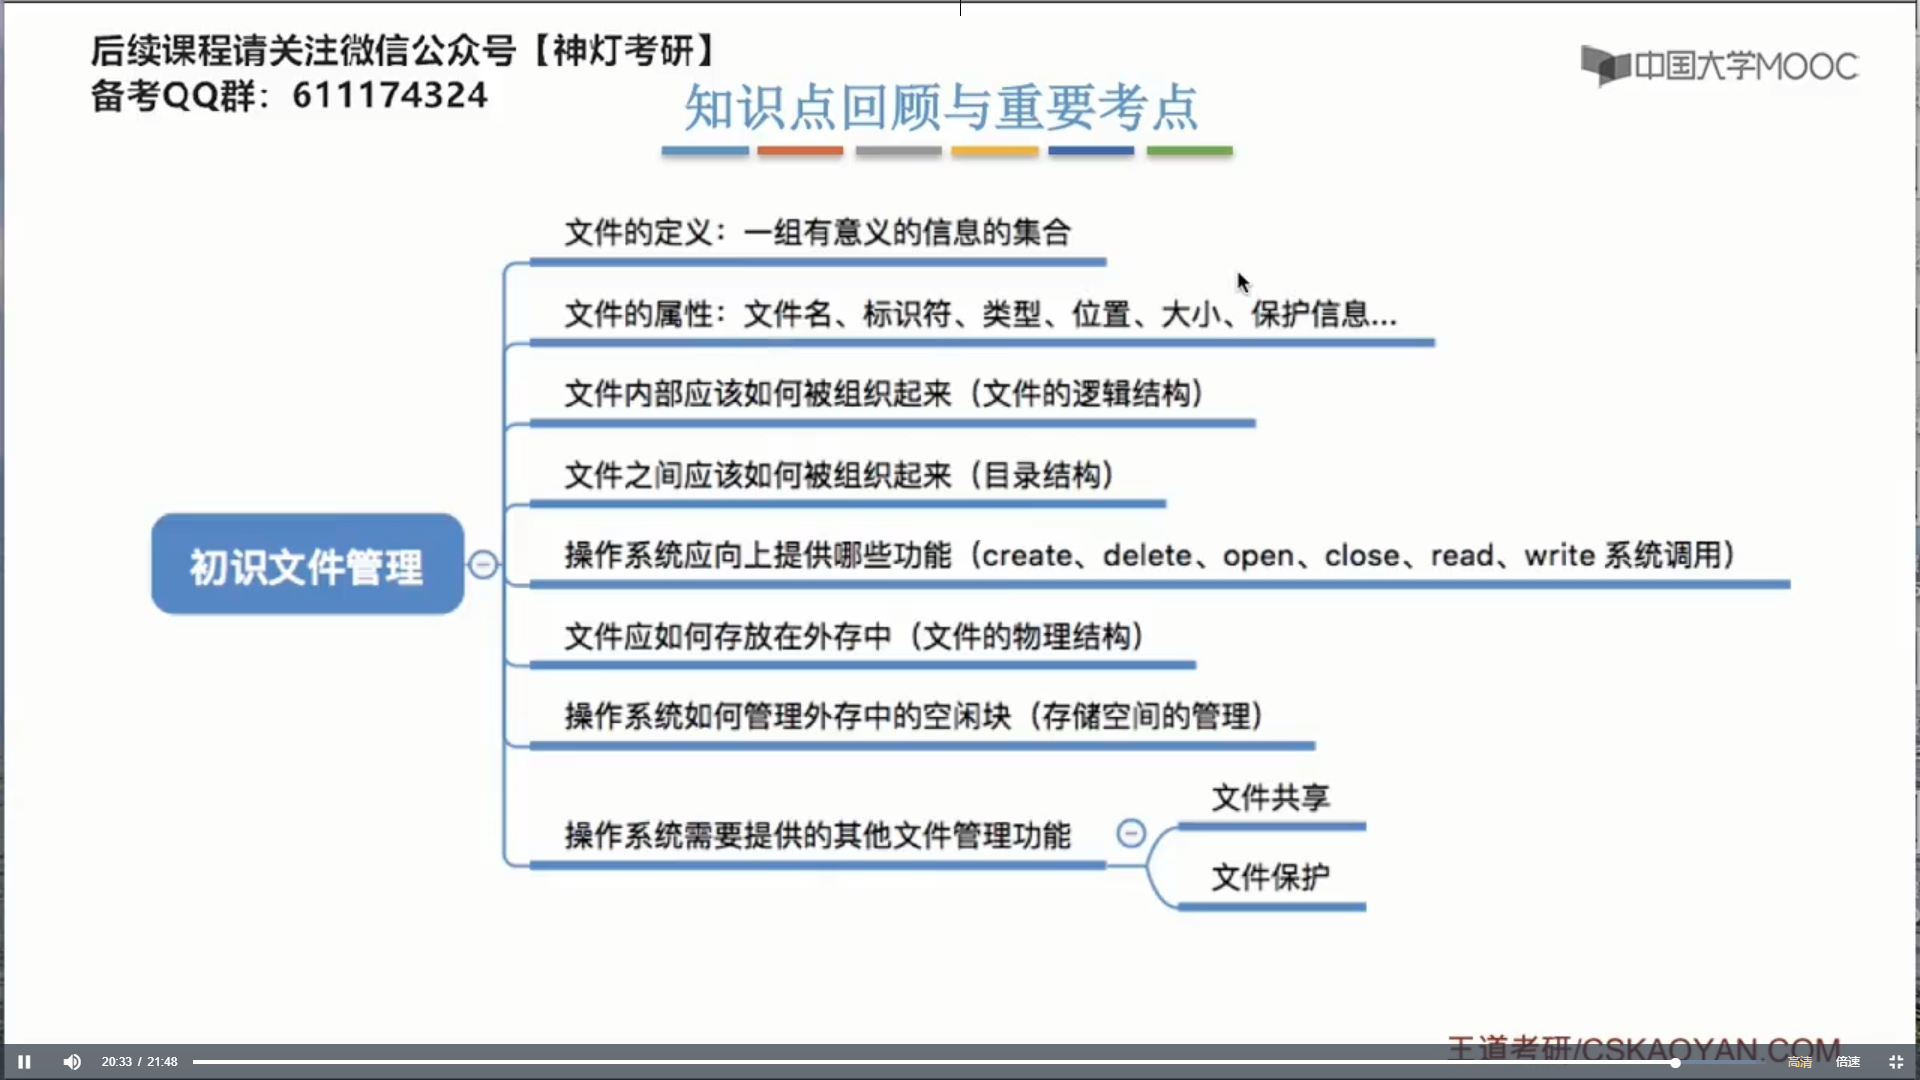 后续课程请关注微信公众号【神灯考研】
备考QQ群：611174324
中国大学MOOC
知识点回顾与重要考点
文件的定义：一组有意义的信息的集合
文件的属性：文件名、标识符、类型、位置、大小、保护信息...
文件内部应该如何被组织起来（文件的逻辑结构）
文件之间应该如何被组织起来（目录结构）
初识文件管理
操作系统应向上提供哪些功能（create、delete、open、close、read、write 系统调用）
文件应如何存放在外存中（文件的物理结构）
操作系统如何管理外存中的空闲块（存储空间的管理）
操作系统需要提供的其他文件管理功能
文件共享
文件保护
王道考研/CSKAOYAN.COM
20:33 / 21:48
高清
倍速